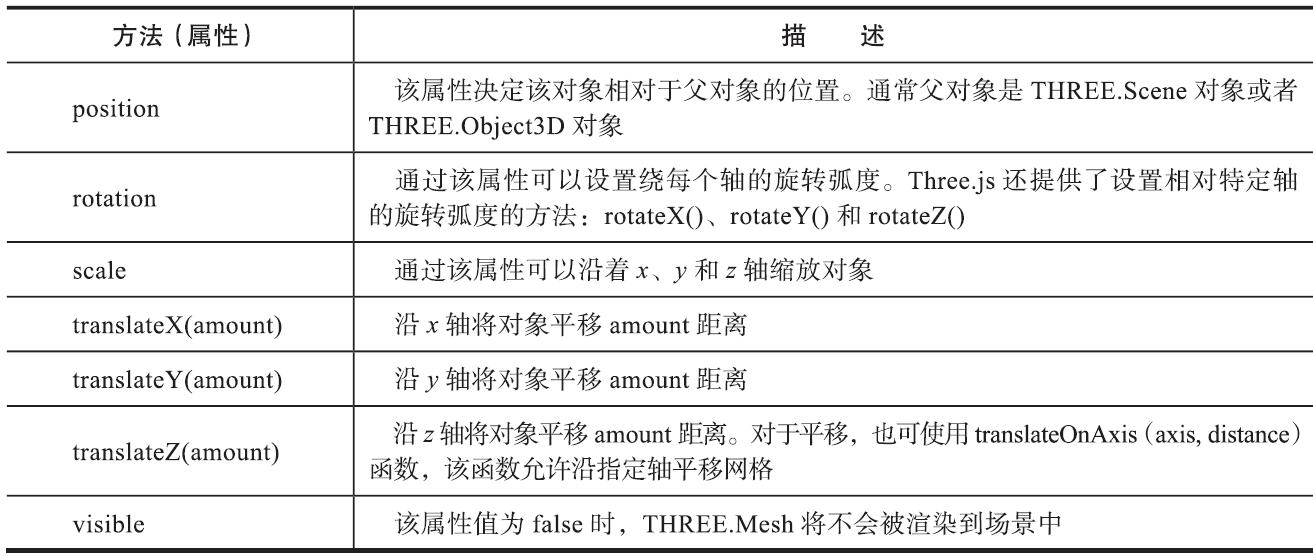 方法（属性） 描 述
position 该属性决定该对象相对于父对象的位置。通常父对象是 THREE.Scene 对象或者
THREE.Object3D 对象
rotation 通过该属性可以设置绕每个轴的旋转弧度。Three.js 还提供了设置相对特定轴
的旋转弧度的方法：rotateX()、rotateY() 和 rotateZ()
scale 通过该属性可以沿着 x、y 和 z 轴缩放对象
translateX(amount) 沿 x 轴将对象平移 amount 距离
translateY(amount) 沿 y 轴将对象平移 amount 距离
translateZ(amount) 沿 z 轴将对象平移 amount 距离。对于平移，也可使用 translateOnAxis（axis, distance）
函数，该函数允许沿指定轴平移网格
visible 该属性值为 false 时，THREE.Mesh 将不会被渲染到场景中